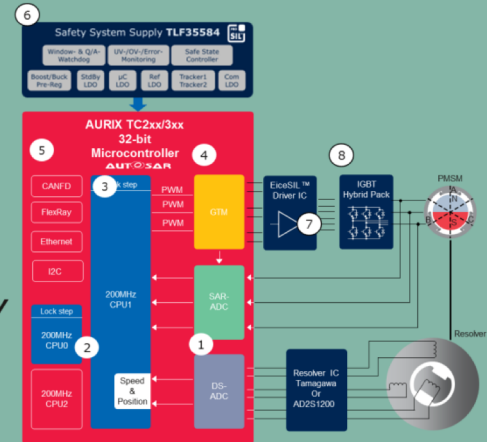 6
Safety System Supply TLF35584
SIL
Window- & Q/A-
Watchdog
UV-/OV-/Error-
Monitoring
Safe State
Controller
Boost/Buck
Pre-Reg
StdBy
LDO
µC
LDO
Ref
LDO
Tracker1
Tracker2
Com
LDO
AURIX TC2xx/3xx
32-bit
Microcontroller
AUTOSAR
5
4
8
CANFD
FlexRay
Ethernet
I2C
3
k step
PWM
PWM
PWM
GTM
EiceSIL™
Driver IC
7
IGBT
Hybrid Pack
PMSM
A
N
B
S
C
200MHz
CPU1
SAR-
ADC
Lock step
200MHz
CPU0
2
1
Resolver
200MHz
CPU2
Speed
&
Position
DS-
ADC
Resolver IC
Tamagawa
Or
AD2S1200